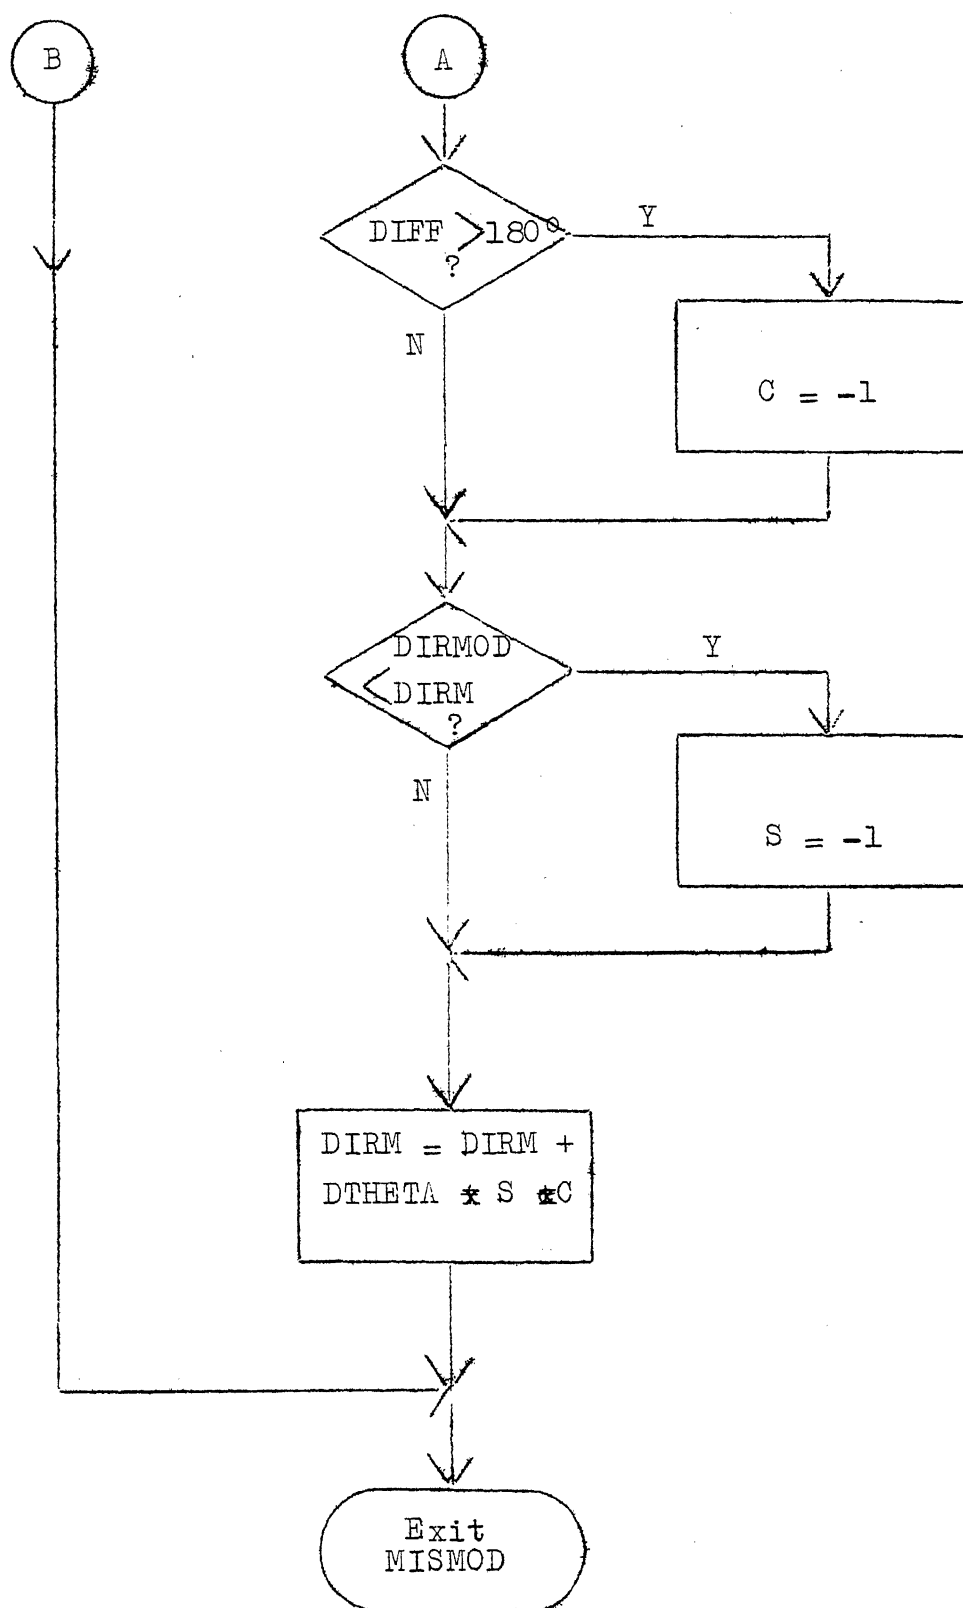 B
A
DIFF >180°
?
Y
N
C = -1
DIRMOD
<DIRM
?
Y
N
S = -1
DIRM = DIRM +
DTHETA * S *C
Exit
MISMOD